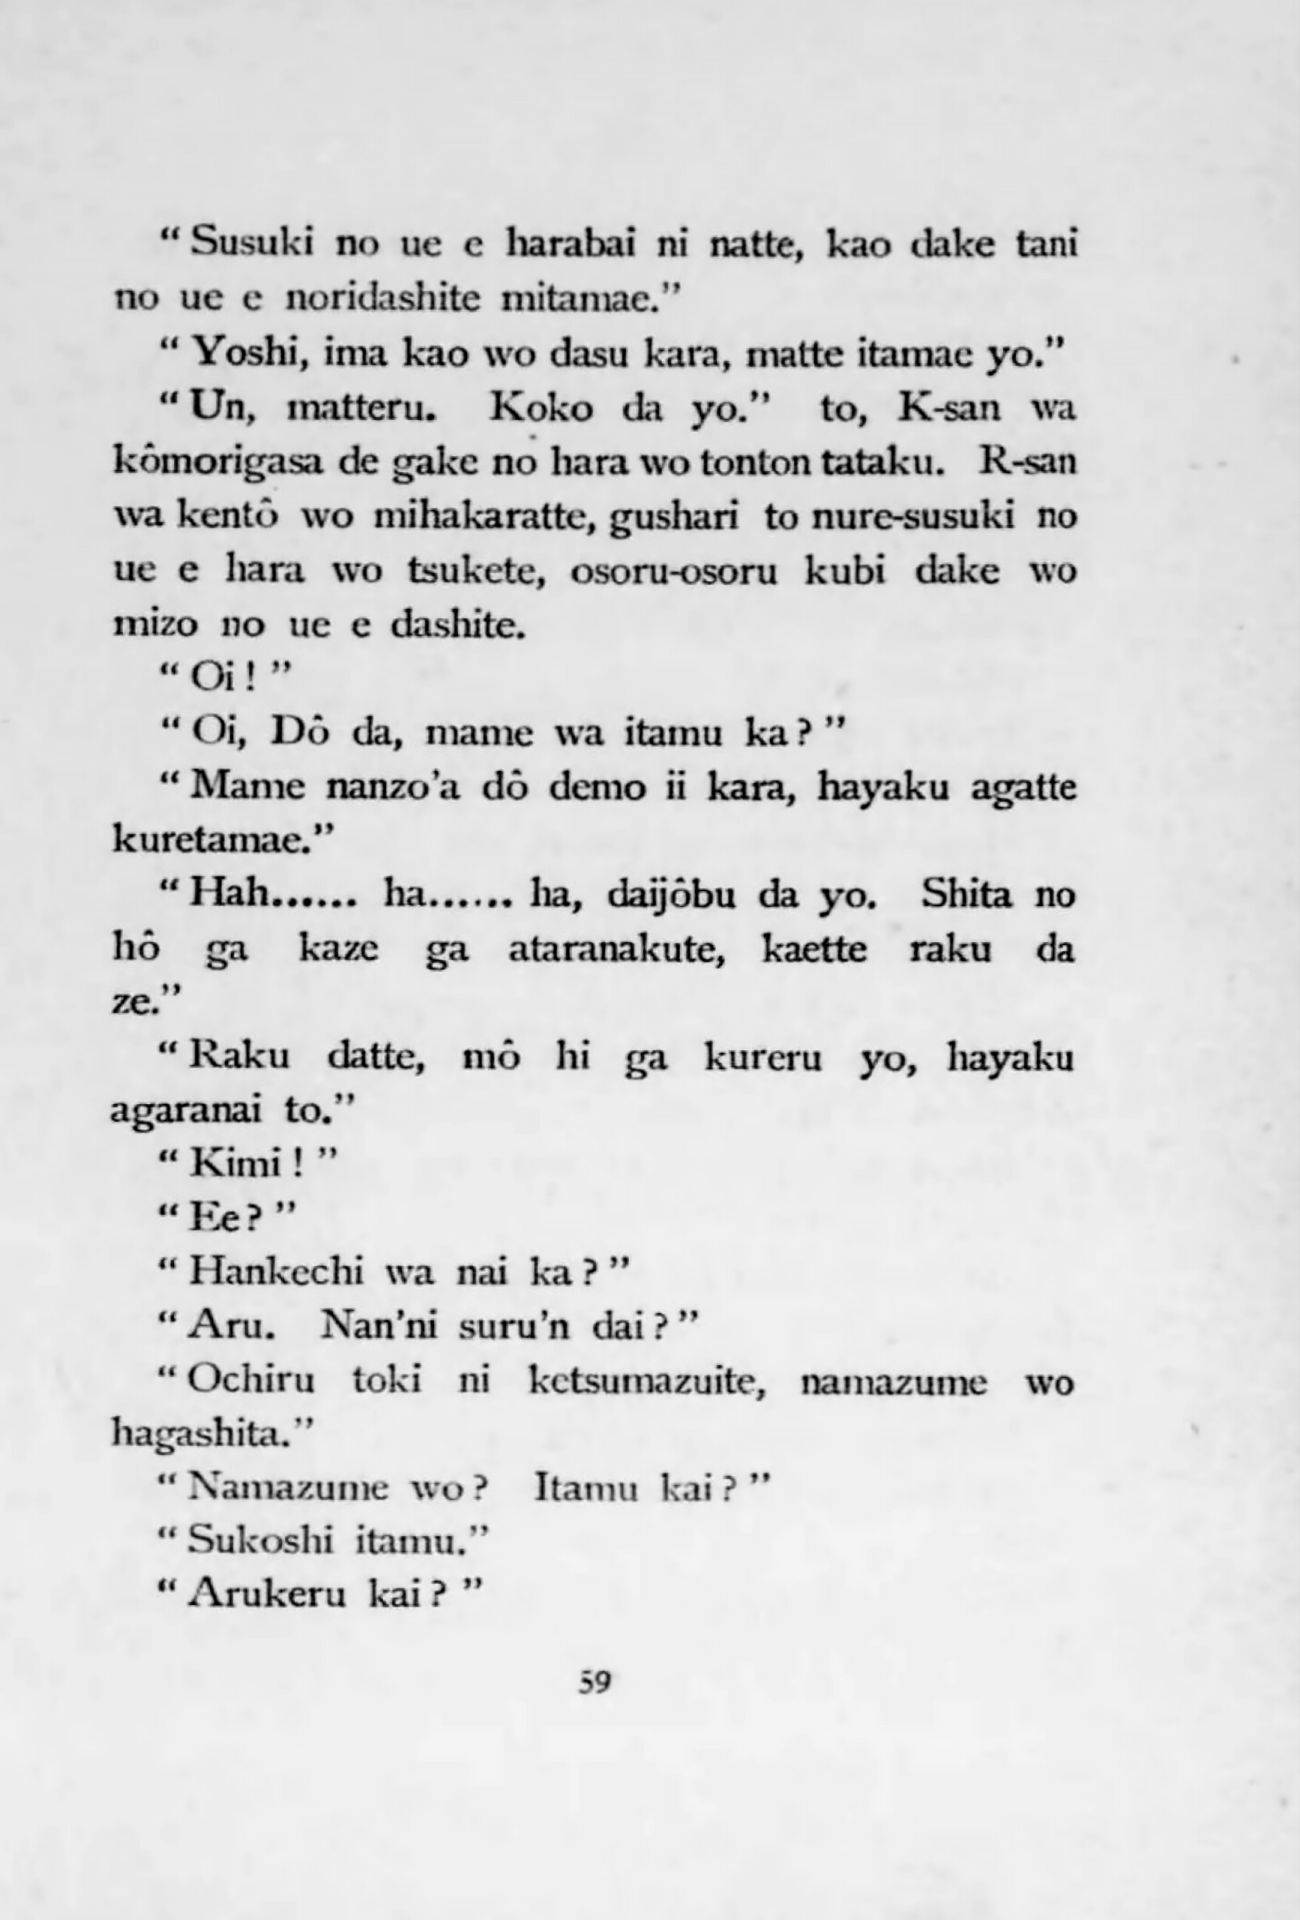 “ Susuki no ue e harabai ni natte, kao dake tani
no ue e noridashite mitamae.”
“ Yoshi, ima kao wo dasu kara, matte itamae yo.”
“ Un, matteru. Koko da yo.” to, K-san wa
kômorigasa de gake no hara wo tonton tataku. R-san
wa kentô wo mihakaratte, gushari to nure-susuki no
ue e hara wo tsukete, osoru-osoru kubi dake wo
mizo no ue e dashite.
“ Oi ! ”
“ Oi, Dô da, mame wa itamu ka ? ”
“ Mame nanzo’a dô demo ii kara, hayaku agatte
kuretamae.”
“ Hah...... ha...... ha, daijôbu da yo. Shita no
hô ga kaze ga ataranakute, kaette raku da
ze.”
“ Raku datte, mô hi ga kureru yo, hayaku
agaranai to.”
“ Kimi ! ”
“ Ee ? ”
“ Hankechi wa nai ka ? ”
“ Aru. Nan’ni suru’n dai ? ”
“ Ochiru toki ni ketsumazuite, namazume wo
hagashita.”
“ Namazume wo ? Itamu kai ? ”
“ Sukoshi itamu.”
“ Arukeru kai ? ”
59